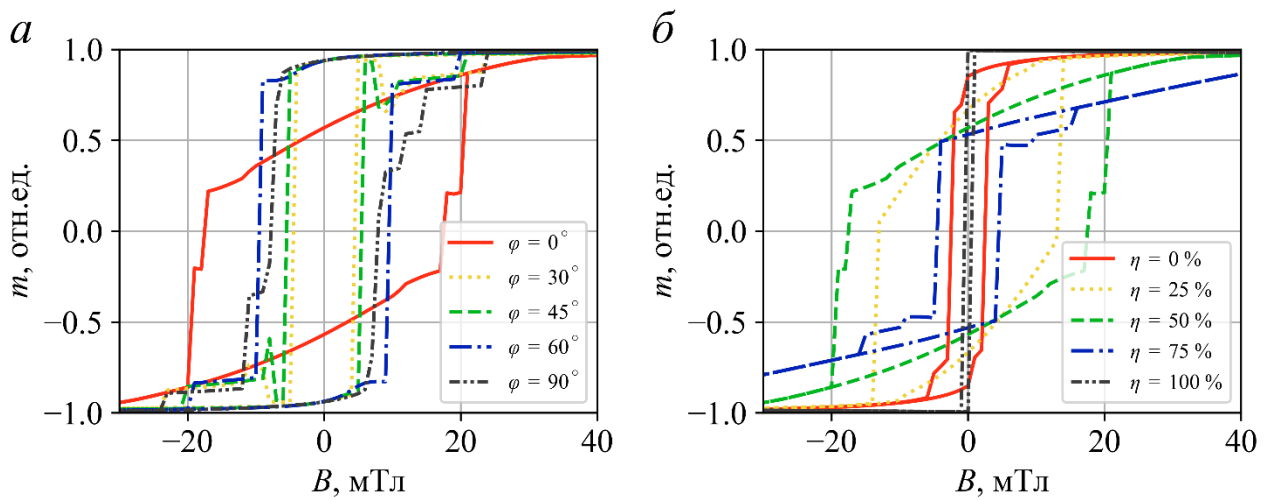 а
1.0
0.5
0.0
−0.5
−1.0
m, отн.ед.
−20
0
20
40
B, мТл
φ = 0°
φ = 30°
φ = 45°
φ = 60°
φ = 90°
б
1.0
0.5
0.0
−0.5
−1.0
m, отн.ед.
−20
0
20
40
B, мТл
η = 0 %
η = 25 %
η = 50 %
η = 75 %
η = 100 %